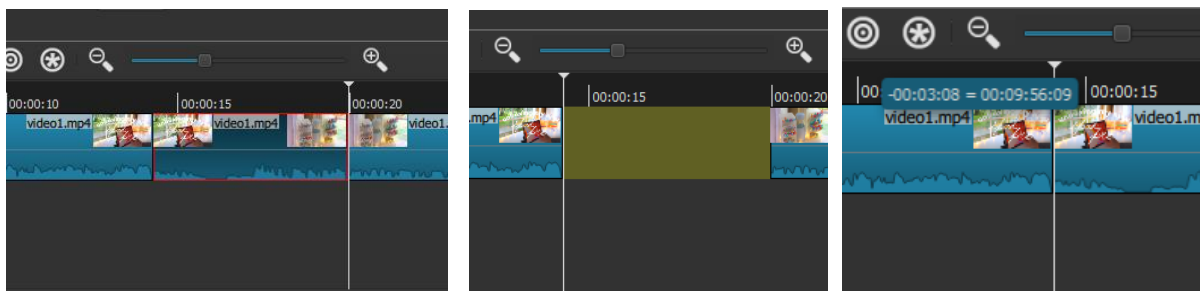 00:00:10 00:00:15 00:00:20
video1.mp4 video1.mp4 video1.
00:00:15 00:00:20
.mp4
00: -00:03:08 = 00:09:56:09 00:00:15
video1.mp4 video1.m